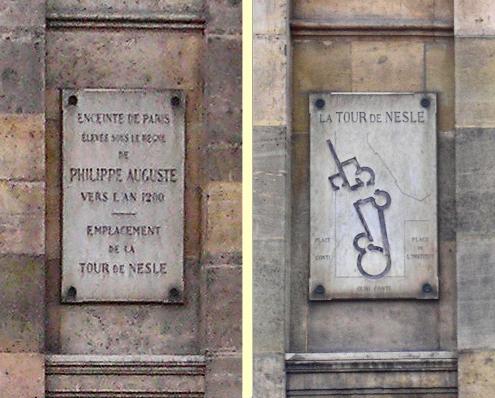 ENCEINTE DE PARIS
ÉLEVÉE SOUS LE RÈGNE
DE
PHILIPPE AUGUSTE
VERS L'AN 1200
EMPLACEMENT
DE LA
TOUR DE NESLE
LA TOUR DE NESLE
PLACE
CONTI
PLACE
DE
L'INSTITUT
QUAI CONTI